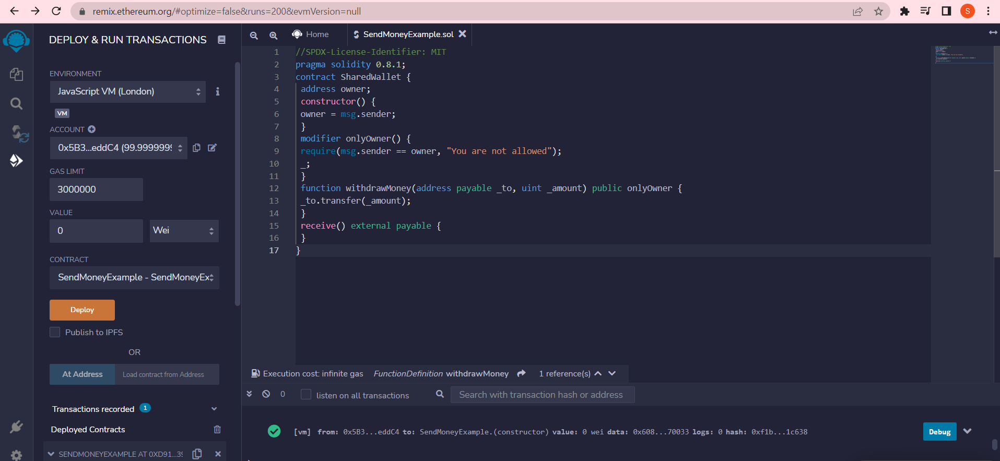 remix.ethereum.org/#optimize=false&runs=200&evmVersion=null
S
DEPLOY & RUN TRANSACTIONS
ENVIRONMENT
JavaScript VM (London)
VM
ACCOUNT
0x5B3...eddC4 (99.9999999
GAS LIMIT
3000000
VALUE
0
Wei
CONTRACT
SendMoneyExample - SendMoneyEx
Deploy
Publish to IPFS
OR
At Address
Load contract from Address
Transactions recorded 1
Deployed Contracts
SENDMONEYEXAMPLE AT 0XD91...39
Home
SendMoneyExample.sol
1 //SPDX-License-Identifier: MIT
2 pragma solidity 0.8.1;
3 contract SharedWallet {
4 address owner;
5 constructor() {
6 owner = msg.sender;
7 }
8 modifier onlyOwner() {
9 require(msg.sender == owner, "You are not allowed");
10 _;
11 }
12 function withdrawMoney(address payable _to, uint _amount) public onlyOwner {
13 _to.transfer(_amount);
14 }
15 receive() external payable {
16 }
17 }
Execution cost: infinite gas FunctionDefinition withdrawMoney 1 reference(s)
0 listen on all transactions Search with transaction hash or address
[vm] from: 0x5B3...eddC4 to: SendMoneyExample.(constructor) value: 0 wei data: 0x608...70033 logs: 0 hash: 0xf1b...1c638
Debug